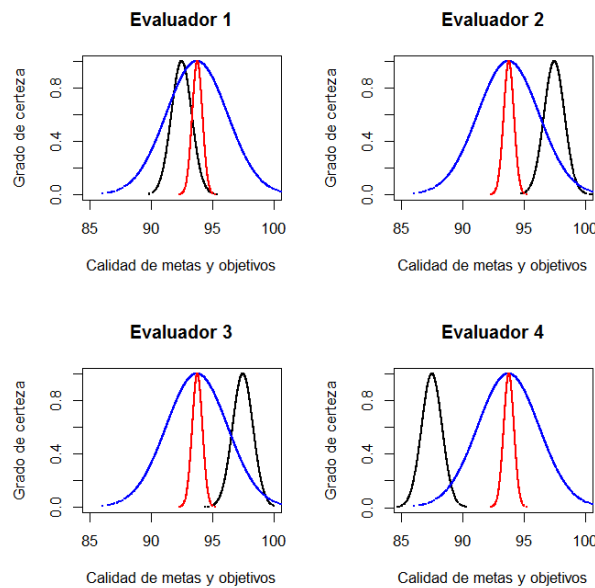 Evaluador 1
Grado de certeza
0.0 0.4 0.8
85 90 95 100
Calidad de metas y objetivos
Evaluador 2
Grado de certeza
0.0 0.4 0.8
85 90 95 100
Calidad de metas y objetivos
Evaluador 3
Grado de certeza
0.0 0.4 0.8
85 90 95 100
Calidad de metas y objetivos
Evaluador 4
Grado de certeza
0.0 0.4 0.8
85 90 95 100
Calidad de metas y objetivos